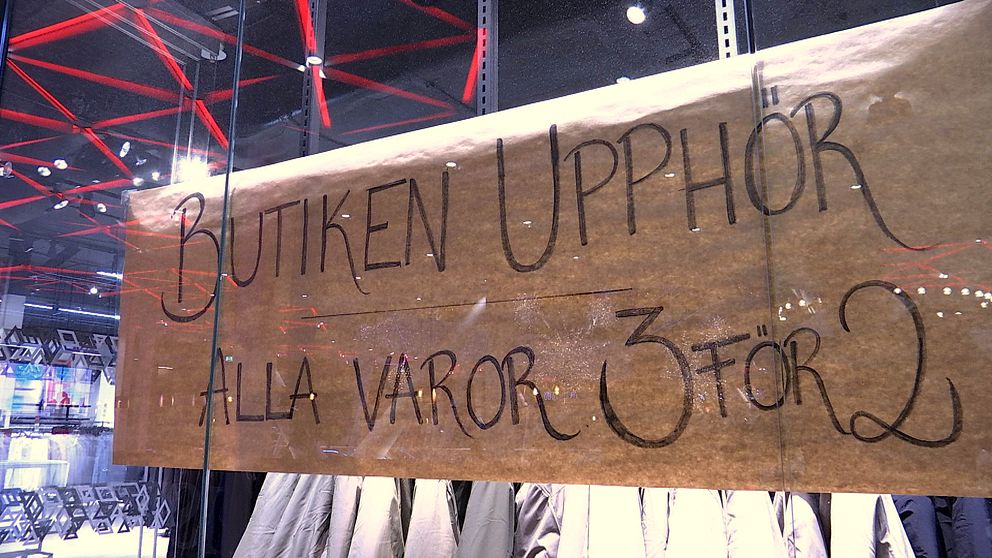 BUTIKEN UPPHÖR
ALLA VAROR 3 FÖR 2